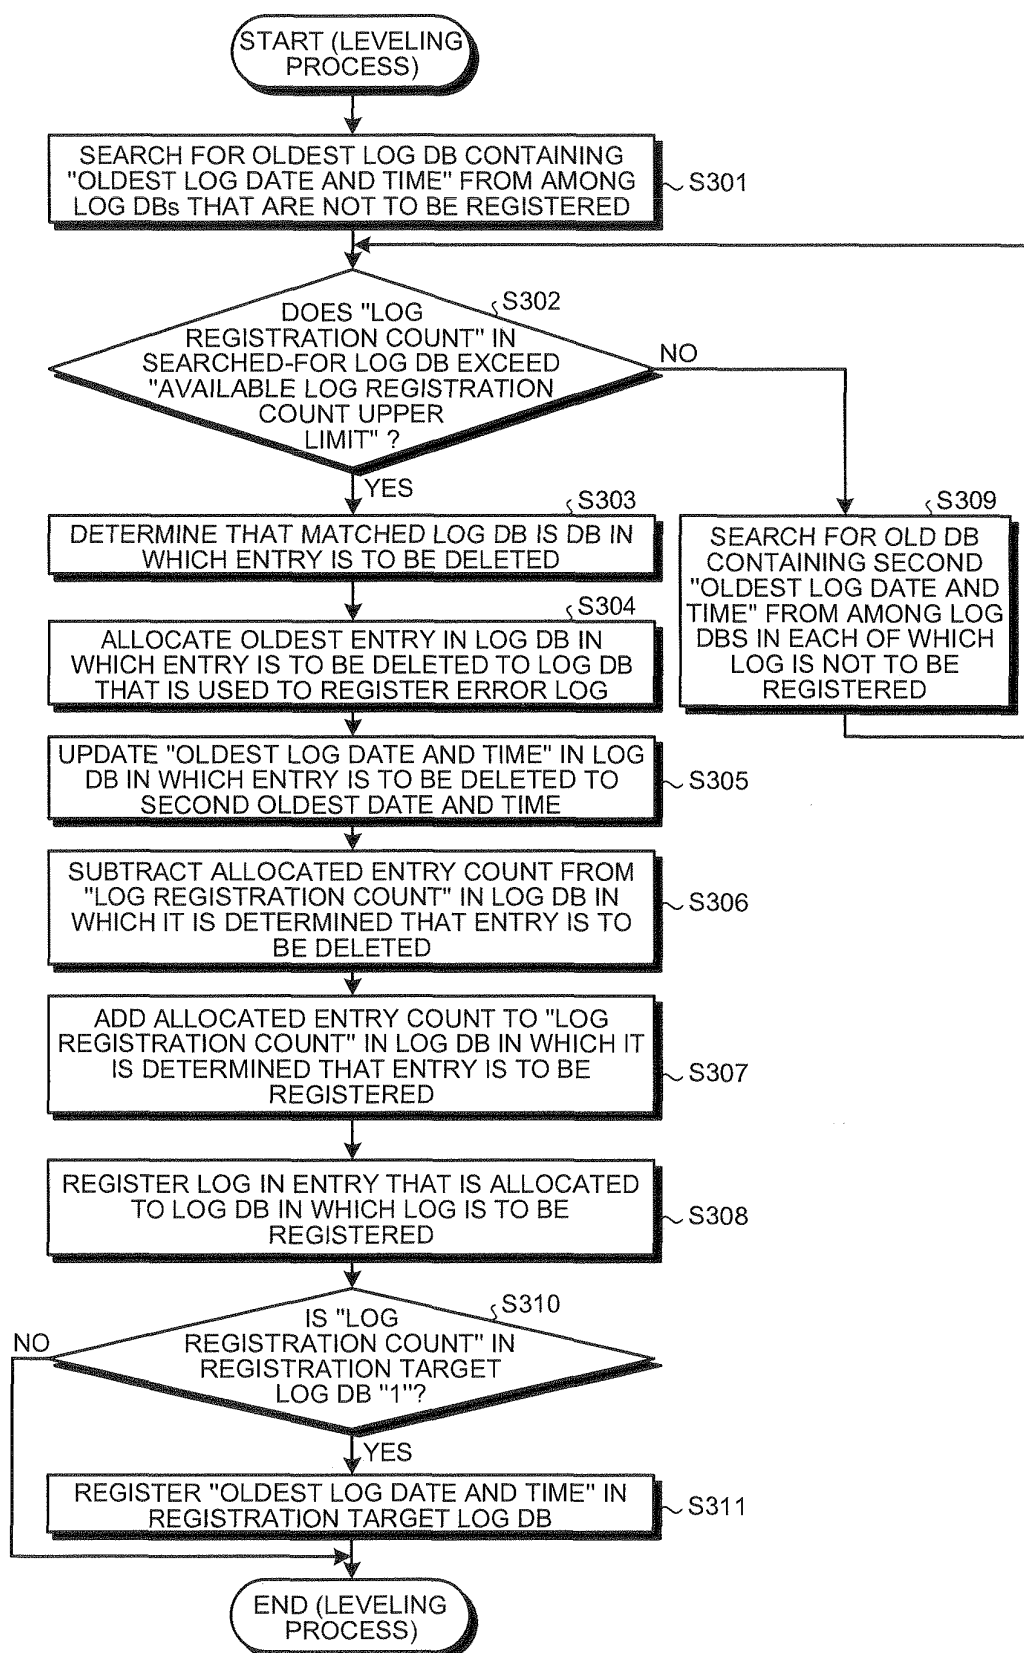 START (LEVELING
PROCESS)
SEARCH FOR OLDEST LOG DB CONTAINING
"OLDEST LOG DATE AND TIME" FROM AMONG
LOG DBs THAT ARE NOT TO BE REGISTERED
S301
S302
DOES "LOG
REGISTRATION COUNT" IN
SEARCHED-FOR LOG DB EXCEED
"AVAILABLE LOG REGISTRATION
COUNT UPPER
LIMIT" ?
NO
YES
S303
DETERMINE THAT MATCHED LOG DB IS DB IN
WHICH ENTRY IS TO BE DELETED
S309
SEARCH FOR OLD DB
CONTAINING SECOND
"OLDEST LOG DATE AND
TIME" FROM AMONG LOG
DBS IN EACH OF WHICH
LOG IS NOT TO BE
REGISTERED
S304
ALLOCATE OLDEST ENTRY IN LOG DB IN
WHICH ENTRY IS TO BE DELETED TO LOG DB
THAT IS USED TO REGISTER ERROR LOG
UPDATE "OLDEST LOG DATE AND TIME" IN LOG
DB IN WHICH ENTRY IS TO BE DELETED TO
SECOND OLDEST DATE AND TIME
S305
SUBTRACT ALLOCATED ENTRY COUNT FROM
"LOG REGISTRATION COUNT" IN LOG DB IN
WHICH IT IS DETERMINED THAT ENTRY IS TO
BE DELETED
S306
ADD ALLOCATED ENTRY COUNT TO "LOG
REGISTRATION COUNT" IN LOG DB IN WHICH IT
IS DETERMINED THAT ENTRY IS TO BE
REGISTERED
S307
REGISTER LOG IN ENTRY THAT IS ALLOCATED
TO LOG DB IN WHICH LOG IS TO BE
REGISTERED
S308
S310
IS "LOG
REGISTRATION COUNT" IN
REGISTRATION TARGET
LOG DB "1"?
NO
YES
REGISTER "OLDEST LOG DATE AND TIME" IN
REGISTRATION TARGET LOG DB
S311
END (LEVELING
PROCESS)